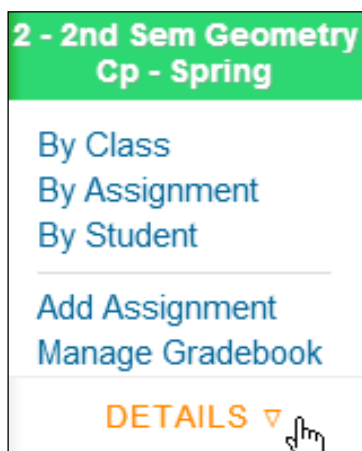 2 - 2nd Sem Geometry
Cp - Spring
By Class
By Assignment
By Student
Add Assignment
Manage Gradebook
DETAILS ▿